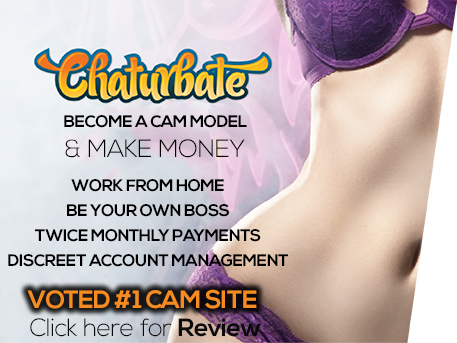 Chaturbate
BECOME A CAM MODEL
& MAKE MONEY
WORK FROM HOME
BE YOUR OWN BOSS
TWICE MONTHLY PAYMENTS
DISCREET ACCOUNT MANAGEMENT
VOTED #1 CAM SITE
Click here for Review